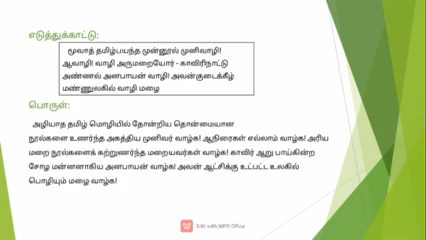 எடுத்துக்காட்டு:
மூவாத் தமிழ்பயந்த முன்னூல் முனிவாழி!
ஆவாழி! வாழி அருமறையோர் - காவிரிநாட்டு
அண்ணல் அனபாயன் வாழி! அவன்குடைக்கீழ்
மண்ணுலகில் வாழி மழை
பொருள்:
அழியாத தமிழ் மொழியில் தோன்றிய தொன்மையான
நூல்களை உணர்ந்த அகத்திய முனிவர் வாழ்க! ஆநிரைகள் எல்லாம் வாழ்க! அரிய
மறை நூல்களைக் கற்றுணர்ந்த மறையவர்கள் வாழ்க! காவிரி ஆறு பாய்கின்ற
சோழ மன்னனாகிய அனபாயன் வாழ்க! அவன் ஆட்சிக்கு உட்பட்ட உலகில்
பொழியும் மழை வாழ்க!
Edit with WPS Office